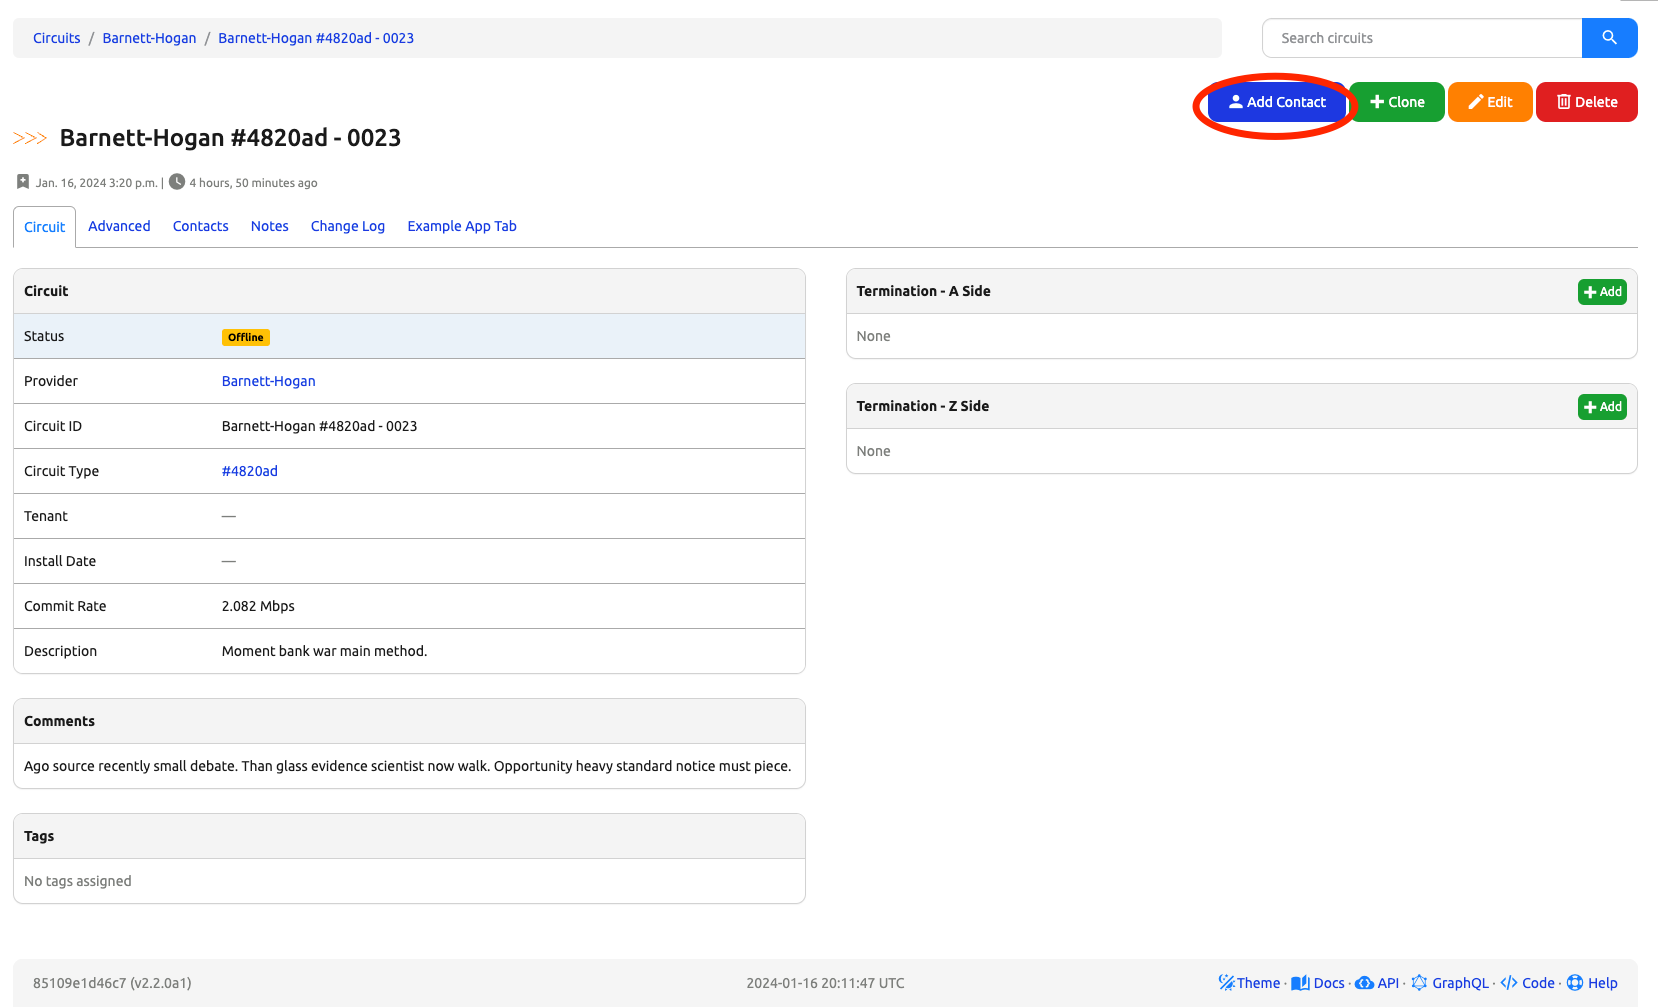 Circuits / Barnett-Hogan / Barnett-Hogan #4820ad - 0023
Search circuits
Add Contact
Clone
Edit
Delete
Barnett-Hogan #4820ad - 0023
Jan. 16, 2024 3:20 p.m. | 4 hours, 50 minutes ago
Circuit Advanced Contacts Notes Change Log Example App Tab
Circuit
Status Offline
Provider Barnett-Hogan
Circuit ID Barnett-Hogan #4820ad - 0023
Circuit Type #4820ad
Tenant —
Install Date —
Commit Rate 2.082 Mbps
Description Moment bank war main method.
Comments
Ago source recently small debate. Than glass evidence scientist now walk. Opportunity heavy standard notice must piece.
Tags
No tags assigned
Termination - A Side Add
None
Termination - Z Side Add
None
85109e1d46c7 (v2.2.0a1)
2024-01-16 20:11:47 UTC
Theme · Docs · API · GraphQL · Code · Help